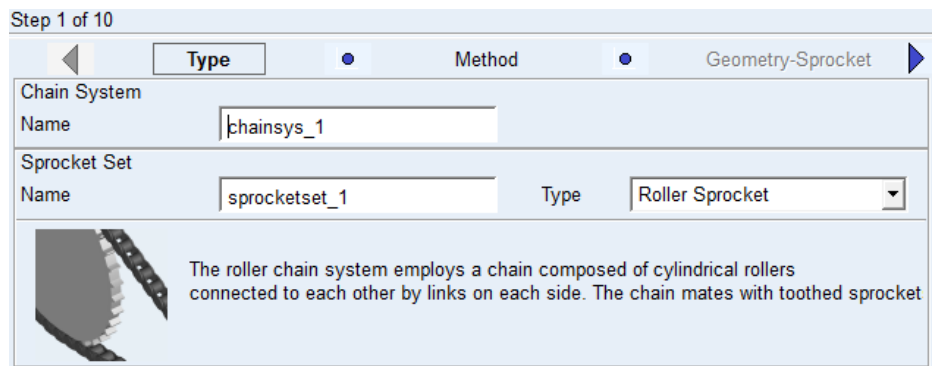 Step 1 of 10
Type Method Geometry-Sprocket
Chain System
Name chainsys_1
Sprocket Set
Name sprocketset_1 Type Roller Sprocket
The roller chain system employs a chain composed of cylindrical rollers
connected to each other by links on each side. The chain mates with toothed sprocket